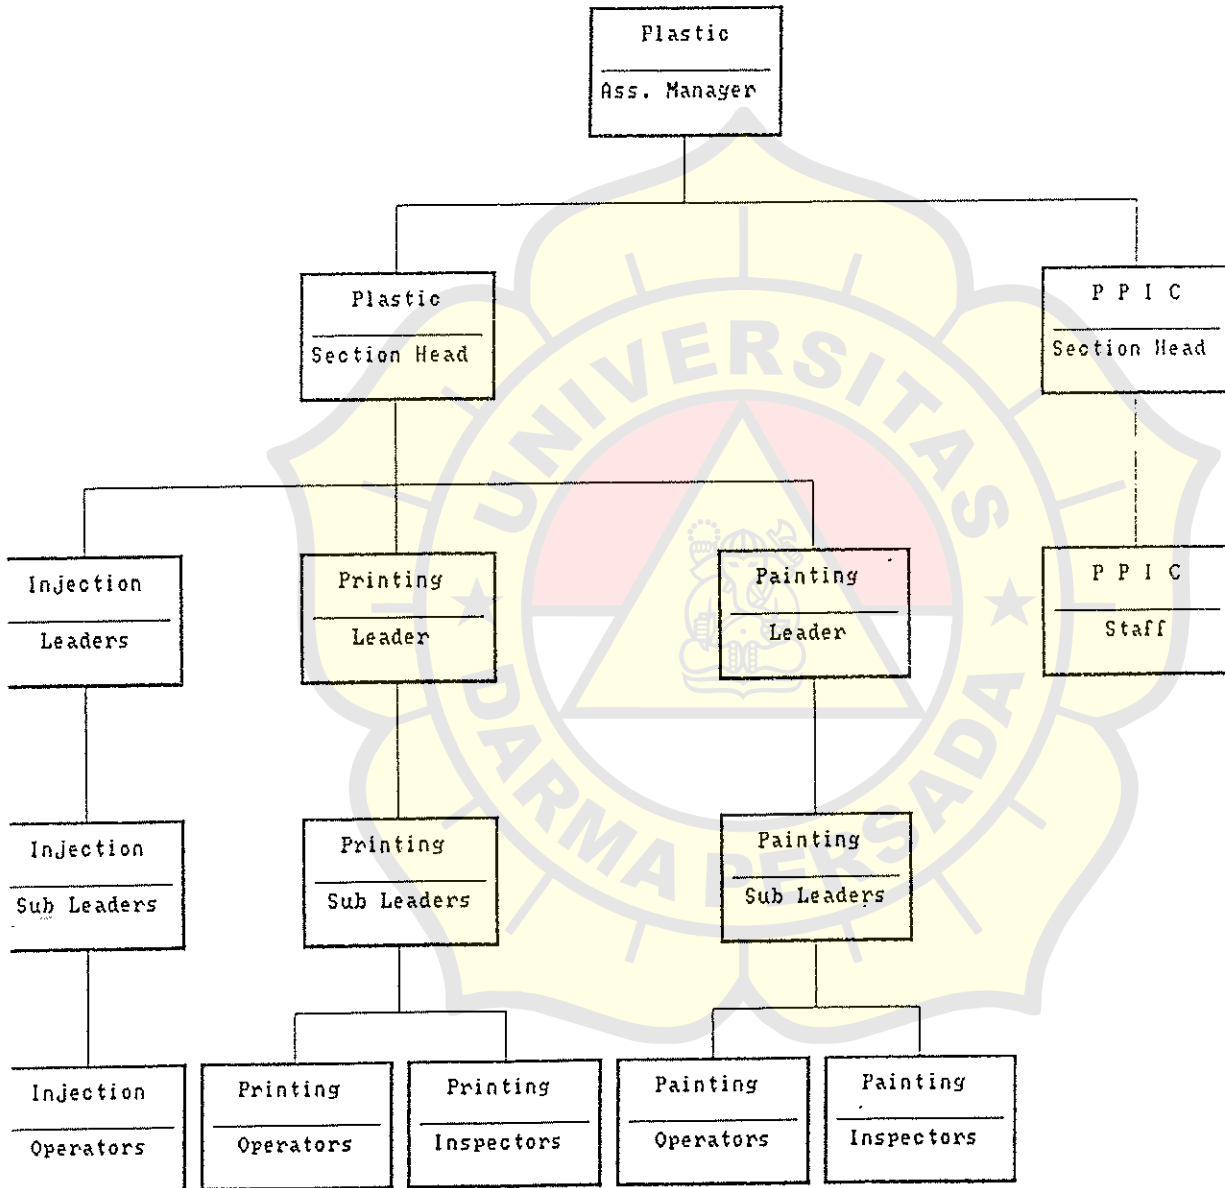 Plastic
Ass. Manager
Plastic
Section Head
P P I C
Section Head
Injection
Leaders
Printing
Leader
Painting
Leader
P P I C
Staff
Injection
Sub Leaders
Printing
Sub Leaders
Painting
Sub Leaders
Injection
Operators
Printing
Operators
Printing
Inspectors
Painting
Operators
Painting
Inspectors
UNIVERSITAS
DARMA PERSADA